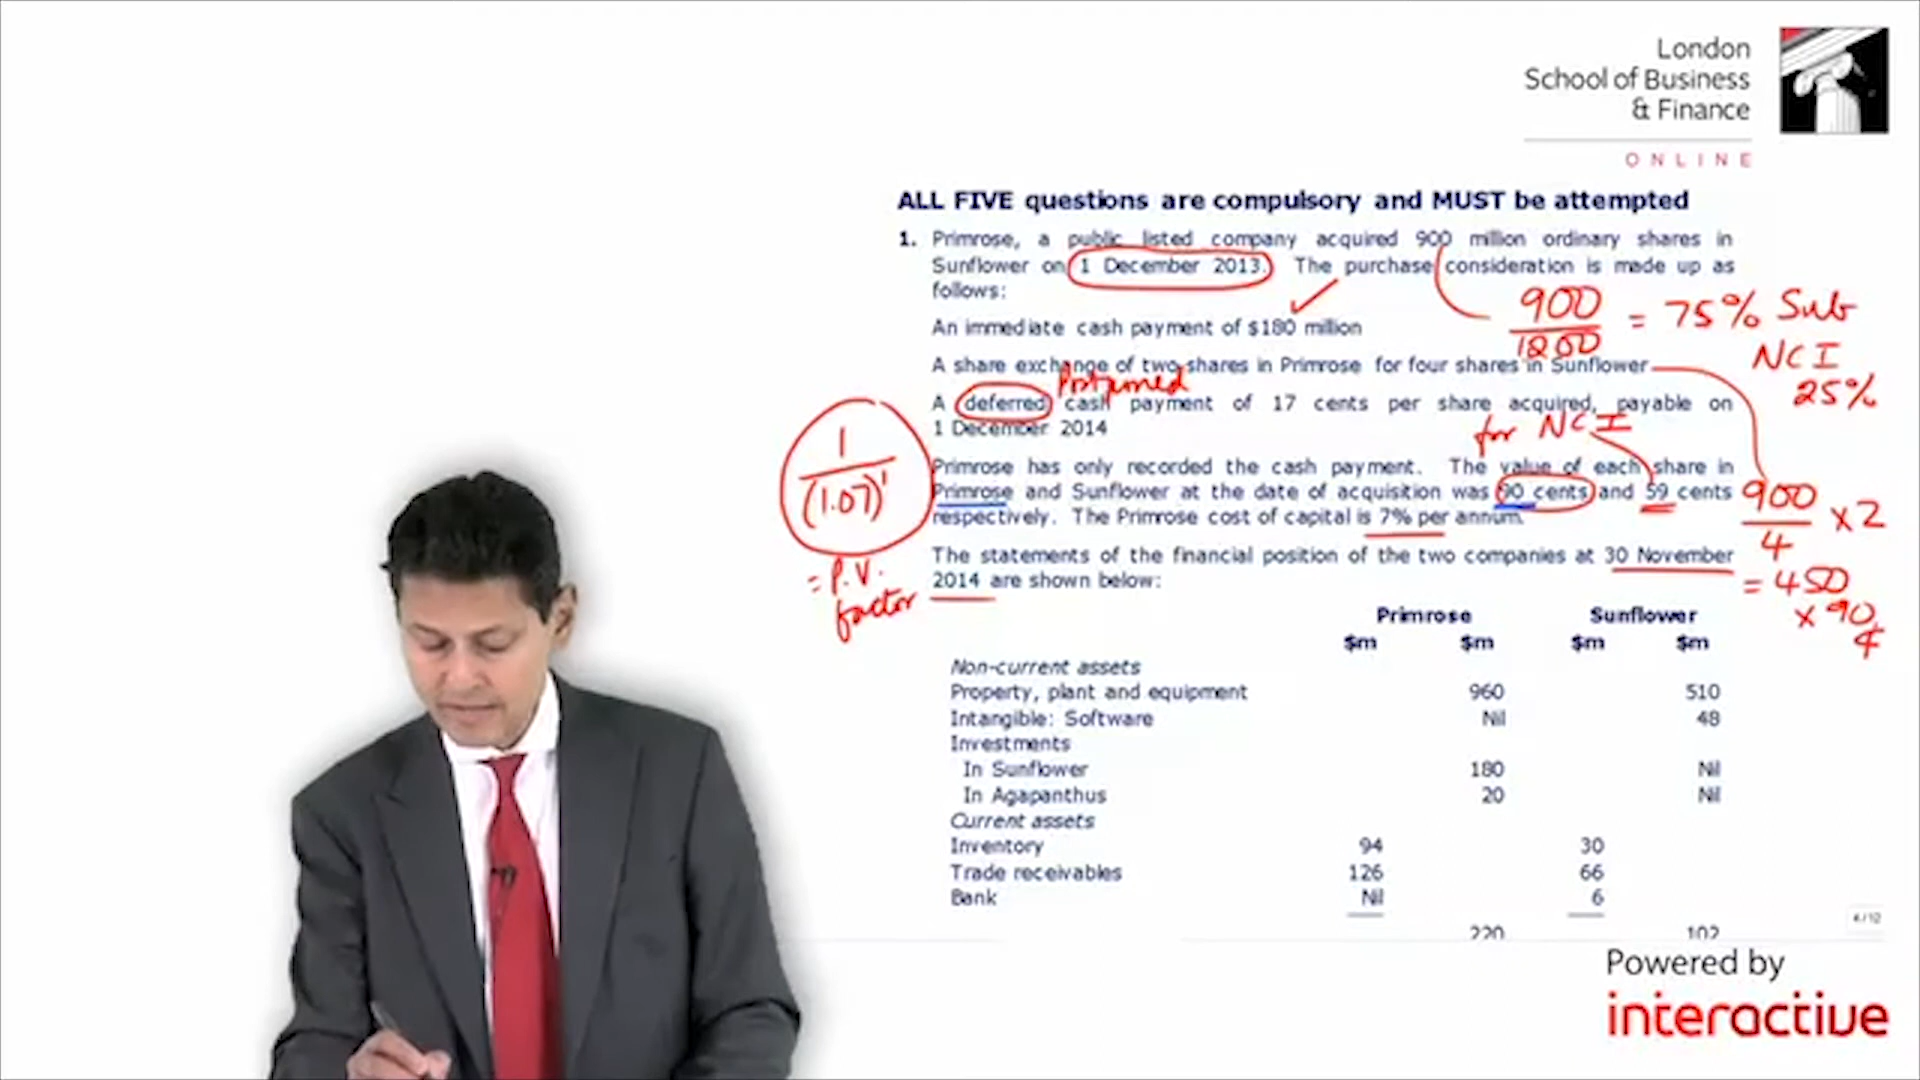 London
School of Business
& Finance
ONLINE
ALL FIVE questions are compulsory and MUST be attempted
1. Primrose, a public listed company acquired 900 million ordinary shares in
Sunflower on 1 December 2013. The purchase consideration is made up as
follows:
900
1200
= 75% Sub
An immediate cash payment of $180 million
NCI
25%
A share exchange of two shares in Primrose for four shares in Sunflower
Postponed
A deferred cash payment of 17 cents per share acquired, payable on
1 December 2014
for NCI
1
(1.07)¹
= P.V.
factor
Primrose has only recorded the cash payment. The value of each share in
Primrose and Sunflower at the date of acquisition was 90 cents and 59 cents
respectively. The Primrose cost of capital is 7% per annum.
900
4
x 2
= 450
x 90
¢
The statements of the financial position of the two companies at 30 November
2014 are shown below:
Primrose Sunflower
$m $m $m $m
Non-current assets
Property, plant and equipment 960 510
Intangible: Software Nil 48
Investments
In Sunflower 180 Nil
In Agapanthus 20 Nil
Current assets
Inventory 94 30
Trade receivables 126 66
Bank Nil 6
220 102
4/12
Powered by
interactive